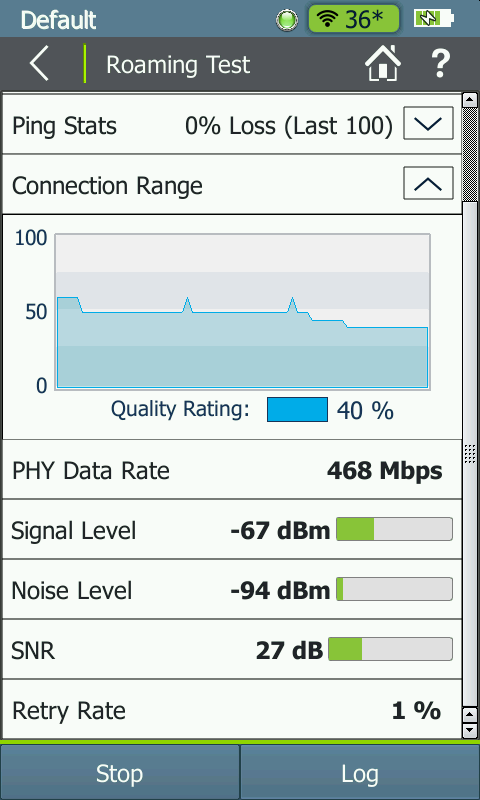 Default 36*
Roaming Test ?
Ping Stats 0% Loss (Last 100)
Connection Range
100
50
0
Quality Rating: 40 %
PHY Data Rate 468 Mbps
Signal Level -67 dBm
Noise Level -94 dBm
SNR 27 dB
Retry Rate 1 %
Stop Log